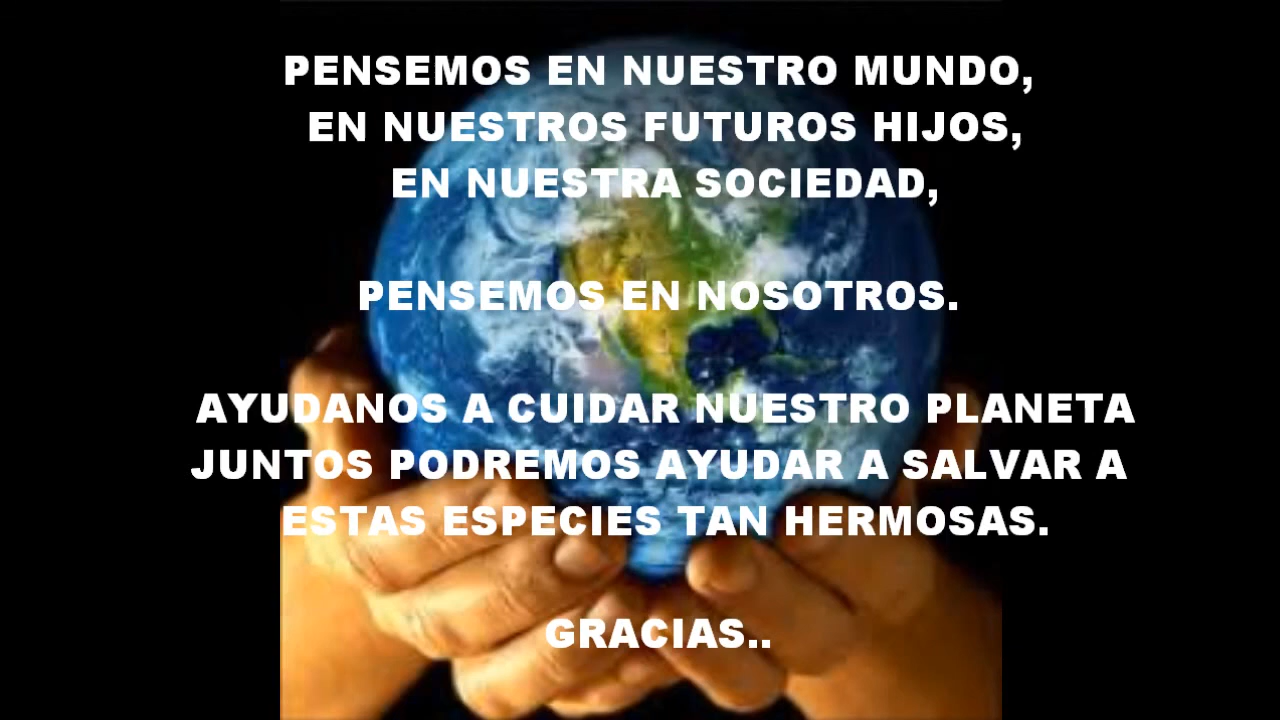 PENSEMOS EN NUESTRO MUNDO,
EN NUESTROS FUTUROS HIJOS,
EN NUESTRA SOCIEDAD,
PENSEMOS EN NOSOTROS.
AYUDANOS A CUIDAR NUESTRO PLANETA
JUNTOS PODREMOS AYUDAR A SALVAR A
ESTAS ESPECIES TAN HERMOSAS.
GRACIAS..